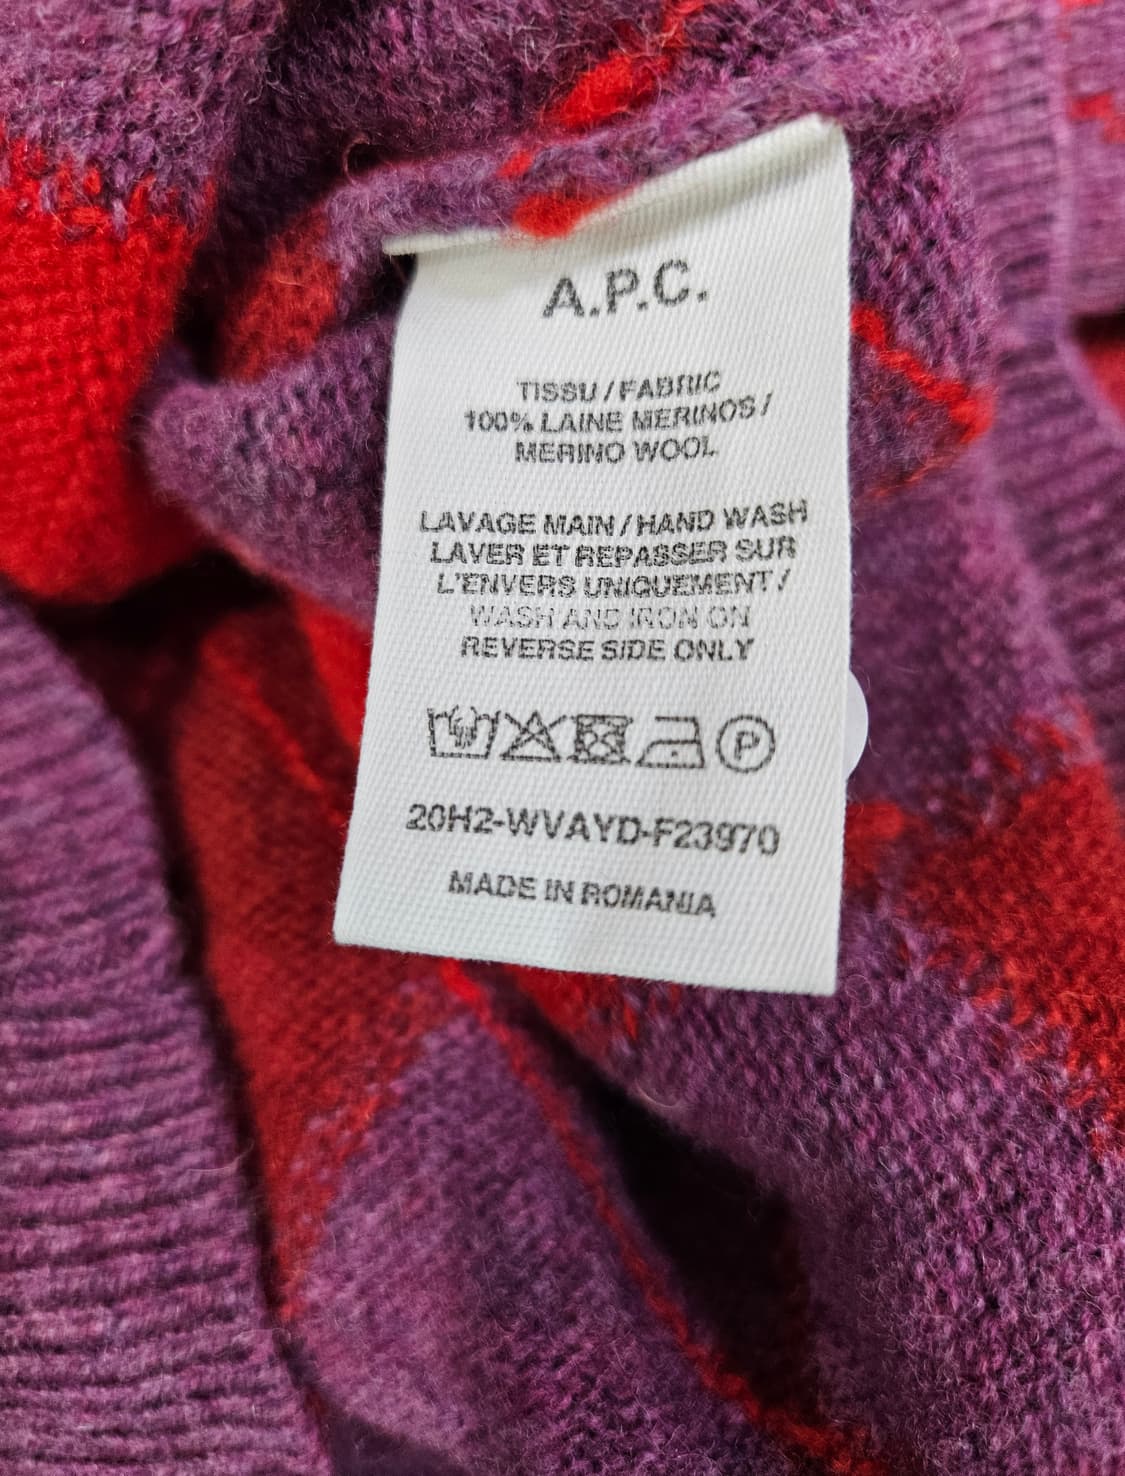 A.P.C.
TISSU / FABRIC
100% LAINE MERINOS /
MERINO WOOL
LAVAGE MAIN / HAND WASH
LAVER ET REPASSER SUR
L'ENVERS UNIQUEMENT /
WASH AND IRON ON
REVERSE SIDE ONLY
P
20H2-WVAYD-F23970
MADE IN ROMANIA